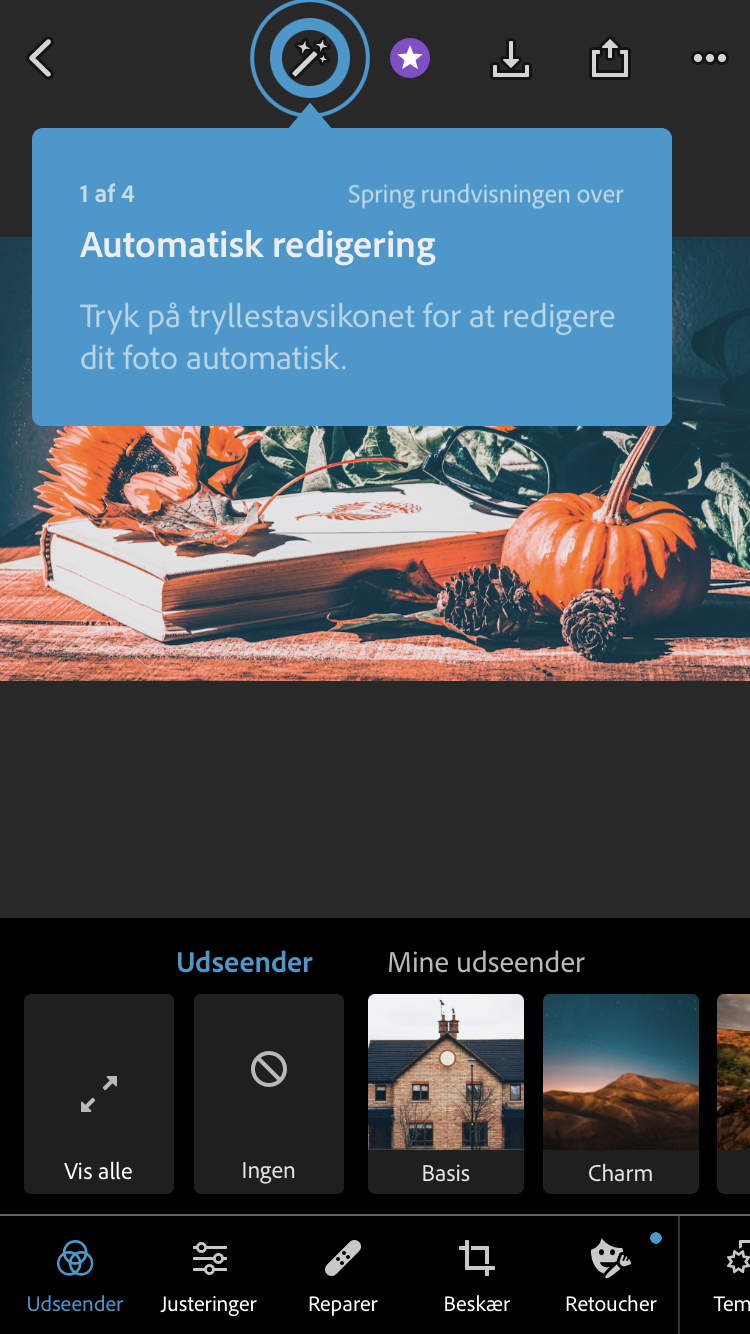 1 af 4
Spring rundvisningen over
Automatisk redigering
Tryk på tryllestavsikonet for at redigere
dit foto automatisk.
Udseender
Mine udseender
Vis alle
Ingen
Basis
Charm
Udseender
Justeringer
Reparer
Beskær
Retoucher
Tem